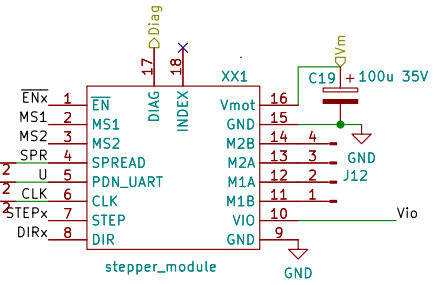 Diag
Vm
17
18
XX1
C19
+
100u 35V
ENx
1
EN
DIAG
INDEX
Vmot
16
MS1
2
MS1
GND
15
MS2
3
MS2
M2B
14
4
GND
SPR
2
4
SPREAD
M2A
13
3
U
2
5
PDN_UART
M1A
12
2
J12
CLK
2
6
CLK
M1B
11
1
STEPx
7
STEP
VIO
10
Vio
DIRx
8
DIR
GND
9
stepper_module
GND